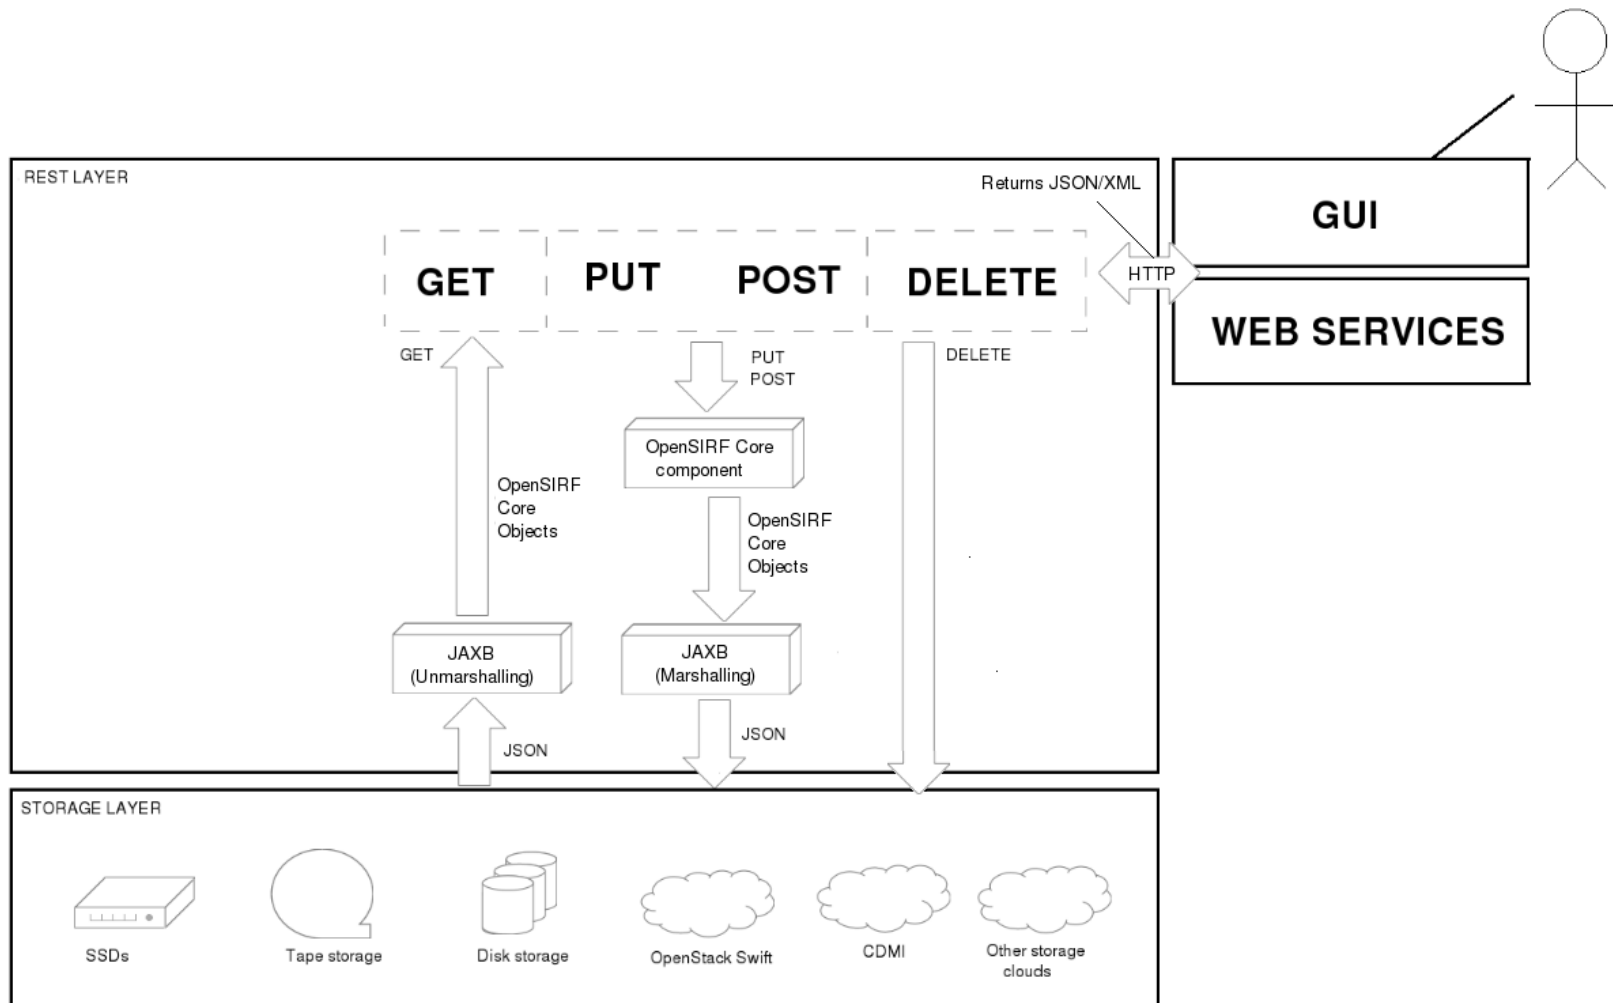 REST LAYER
Returns JSON/XML
GUI
GET
PUT
POST
DELETE
HTTP
WEB SERVICES
GET
PUT
POST
DELETE
OpenSIRF Core
component
OpenSIRF
Core
Objects
OpenSIRF
Core
Objects
JAXB
(Unmarshalling)
JAXB
(Marshalling)
JSON
JSON
STORAGE LAYER
SSDs
Tape storage
Disk storage
OpenStack Swift
CDMI
Other storage
clouds